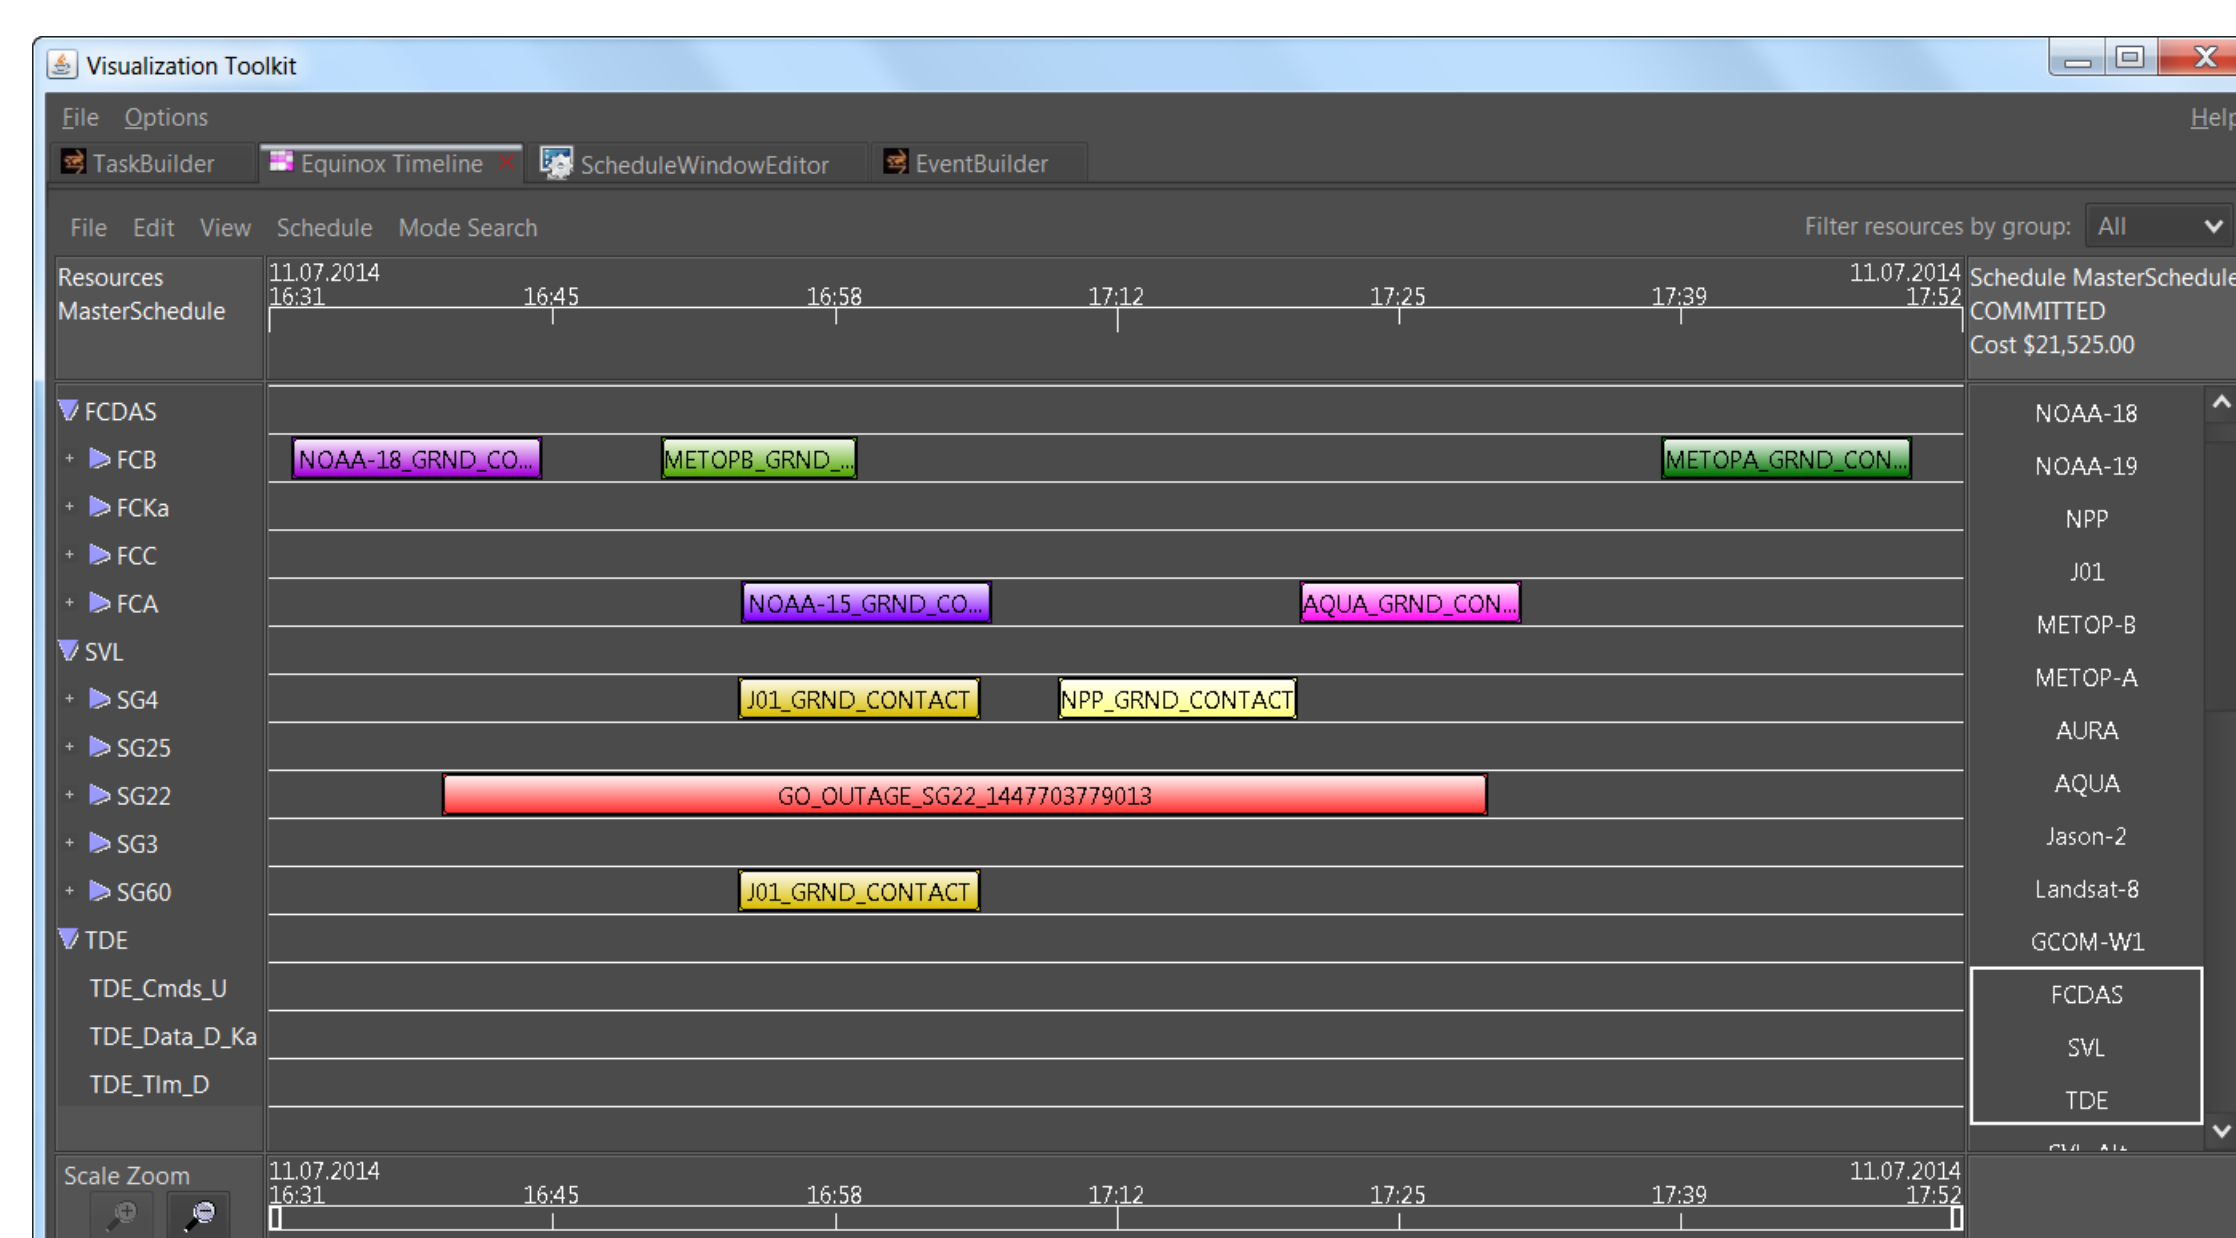 Visualization Toolkit
File Options Help
TaskBuilder Equinox Timeline ScheduleWindowEditor EventBuilder
File Edit View Schedule Mode Search Filter resources by group: All
Resources
MasterSchedule
11.07.2014 11.07.2014
16:31 16:45 16:58 17:12 17:25 17:39 17:52
Schedule MasterSchedule
COMMITTED
Cost $21,525.00
FCDAS
FCB NOAA-18_GRND_CO... METOPB_GRND_... METOPA_GRND_CON...
FCKa
FCC
FCA NOAA-15_GRND_CO... AQUA_GRND_CON...
SVL
SG4 J01_GRND_CONTACT NPP_GRND_CONTACT
SG25
SG22 GO_OUTAGE_SG22_1447703779013
SG3
SG60 J01_GRND_CONTACT
TDE
TDE_Cmds_U
TDE_Data_D_Ka
TDE_Tlm_D
NOAA-18
NOAA-19
NPP
J01
METOP-B
METOP-A
AURA
AQUA
Jason-2
Landsat-8
GCOM-W1
FCDAS
SVL
TDE
Scale Zoom
11.07.2014 11.07.2014
16:31 16:45 16:58 17:12 17:25 17:39 17:52